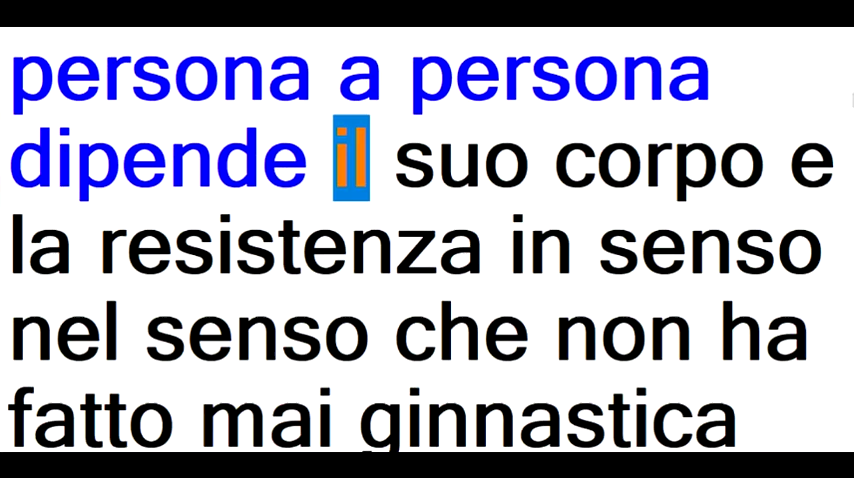 persona a persona
dipende il suo corpo e
la resistenza in senso
nel senso che non ha
fatto mai ginnastica